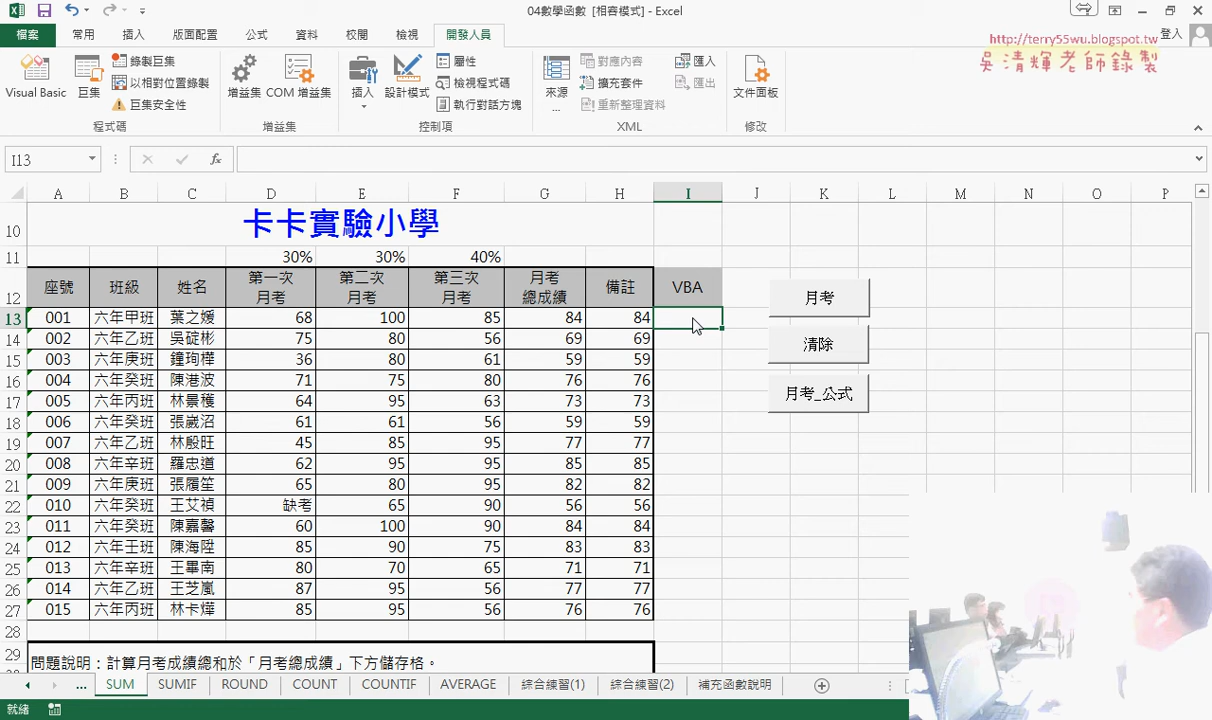 04數學函數 [相容模式] - Excel
檔案 常用 插入 版面配置 公式 資料 校閱 檢視 開發人員 登入
http://terry55wu.blogspot.tw
吳清輝老師錄製
Visual Basic 巨集 錄製巨集 以相對位置錄製 巨集安全性 增益集 COM 增益集 插入 設計模式 屬性 檢視程式碼 執行對話方塊 來源 ... 對應內容 擴充套件 重新整理資料 匯入 匯出 文件面板
程式碼 增益集 控制項 XML 修改
I13 fx
A B C D E F G H I J K L M N O P
10 卡卡實驗小學
11 30% 30% 40%
12 座號 班級 姓名 第一次月考 第二次月考 第三次月考 月考總成績 備註 VBA
13 001 六年甲班 葉之媛 68 100 85 84 84
14 002 六年乙班 吳碇彬 75 80 56 69 69
15 003 六年庚班 鐘珣樺 36 80 61 59 59
16 004 六年癸班 陳港波 71 75 80 76 76
17 005 六年丙班 林景穫 64 95 63 73 73
18 006 六年癸班 張崴沼 61 61 56 59 59
19 007 六年乙班 林殷旺 45 85 95 77 77
20 008 六年辛班 羅忠道 62 95 95 85 85
21 009 六年庚班 張履笙 65 80 95 82 82
22 010 六年癸班 王艾禎 缺考 65 90 56 56
23 011 六年癸班 陳嘉馨 60 100 90 84 84
24 012 六年壬班 陳海陞 85 90 75 83 83
25 013 六年辛班 王畢南 80 70 65 71 71
26 014 六年乙班 王芝嵐 87 95 56 77 77
27 015 六年丙班 林卡燁 85 95 56 76 76
28
29 問題說明：計算月考成績總和於「月考總成績」下方儲存格。
月考
清除
月考_公式
... SUM SUMIF ROUND COUNT COUNTIF AVERAGE 綜合練習(1) 綜合練習(2) 補充函數說明
就緒